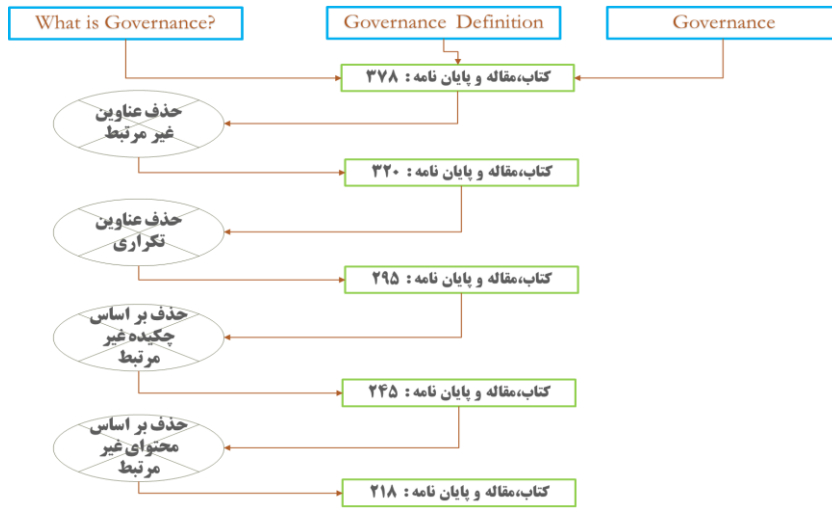 What is Governance?
Governance Definition
Governance
کتاب،مقاله و پایان نامه : ۳۷۸
حذف عناوین
غیر مرتبط
کتاب،مقاله و پایان نامه : ۳۲۰
حذف عناوین
تکراری
کتاب،مقاله و پایان نامه : ۲۹۵
حذف بر اساس
چکیده غیر
مرتبط
کتاب،مقاله و پایان نامه : ۲۴۵
حذف بر اساس
محتوای غیر
مرتبط
کتاب،مقاله و پایان نامه : ۲۱۸